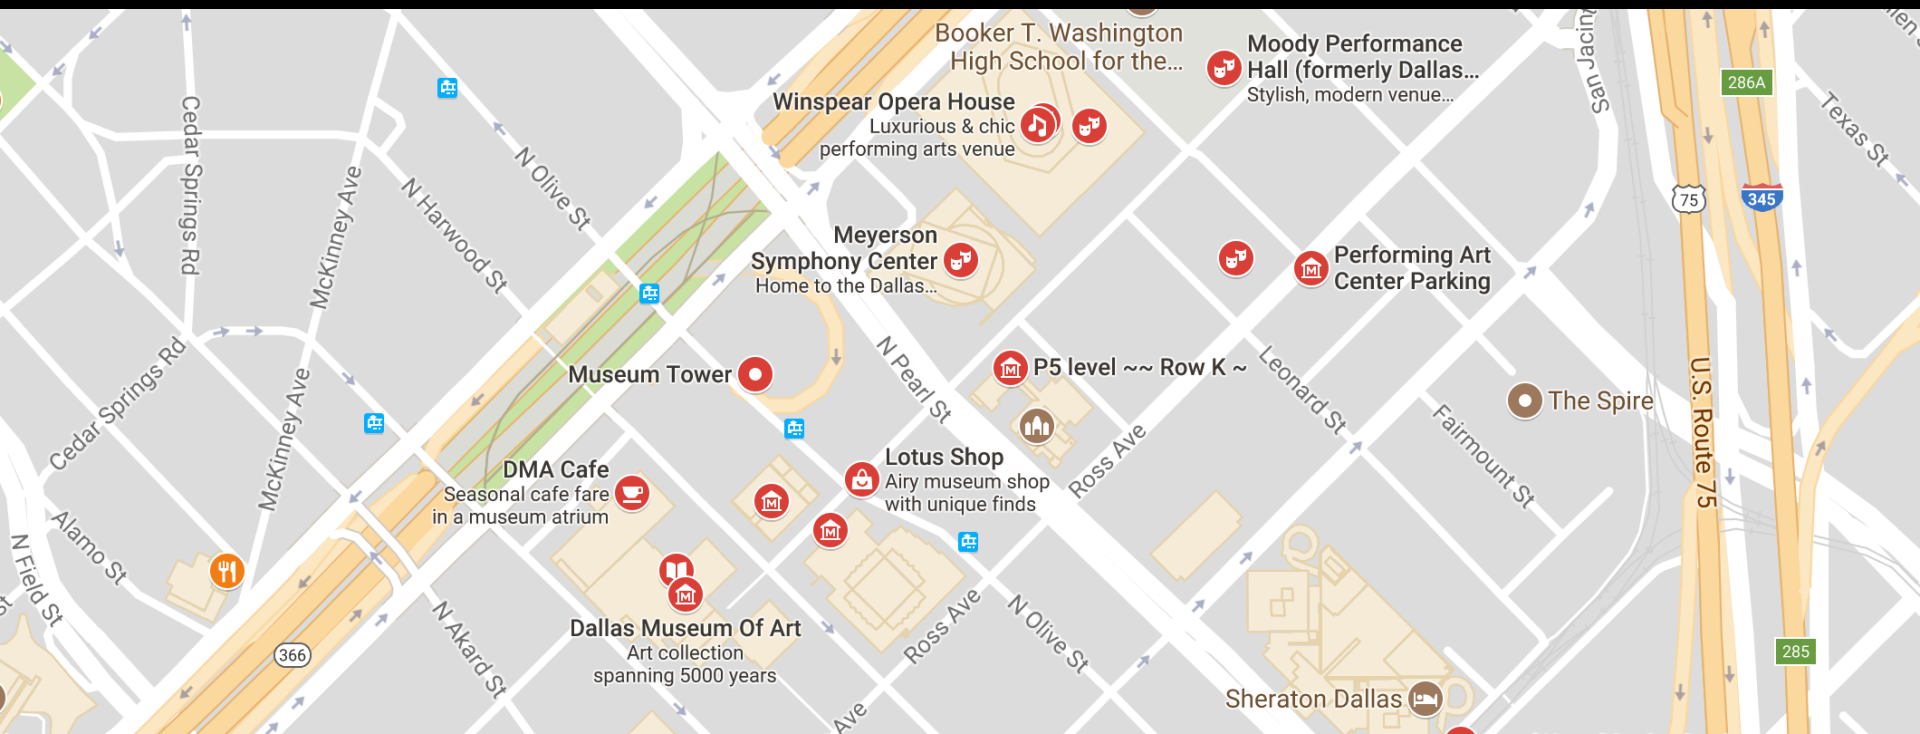 Booker T. Washington
High School for the...
Moody Performance
Hall (formerly Dallas...
Stylish, modern venue...
San Jacint
286A
Winspear Opera House
Luxurious & chic
performing arts venue
Texas St
Cedar Springs Rd
N Olive St
McKinney Ave
N Harwood St
75
345
Meyerson
Symphony Center
Home to the Dallas...
Performing Art
Center Parking
Cedar Springs Rd
McKinney Ave
Museum Tower
N Pearl St
P5 level ~~ Row K ~
Leonard St
The Spire
Fairmount St
U.S. Route 75
DMA Cafe
Seasonal cafe fare
in a museum atrium
Lotus Shop
Airy museum shop
with unique finds
Ross Ave
Alamo St
N Field St
St
N Akard St
Dallas Museum Of Art
Art collection
spanning 5000 years
Ross Ave
N Olive St
366
285
Sheraton Dallas
Ave